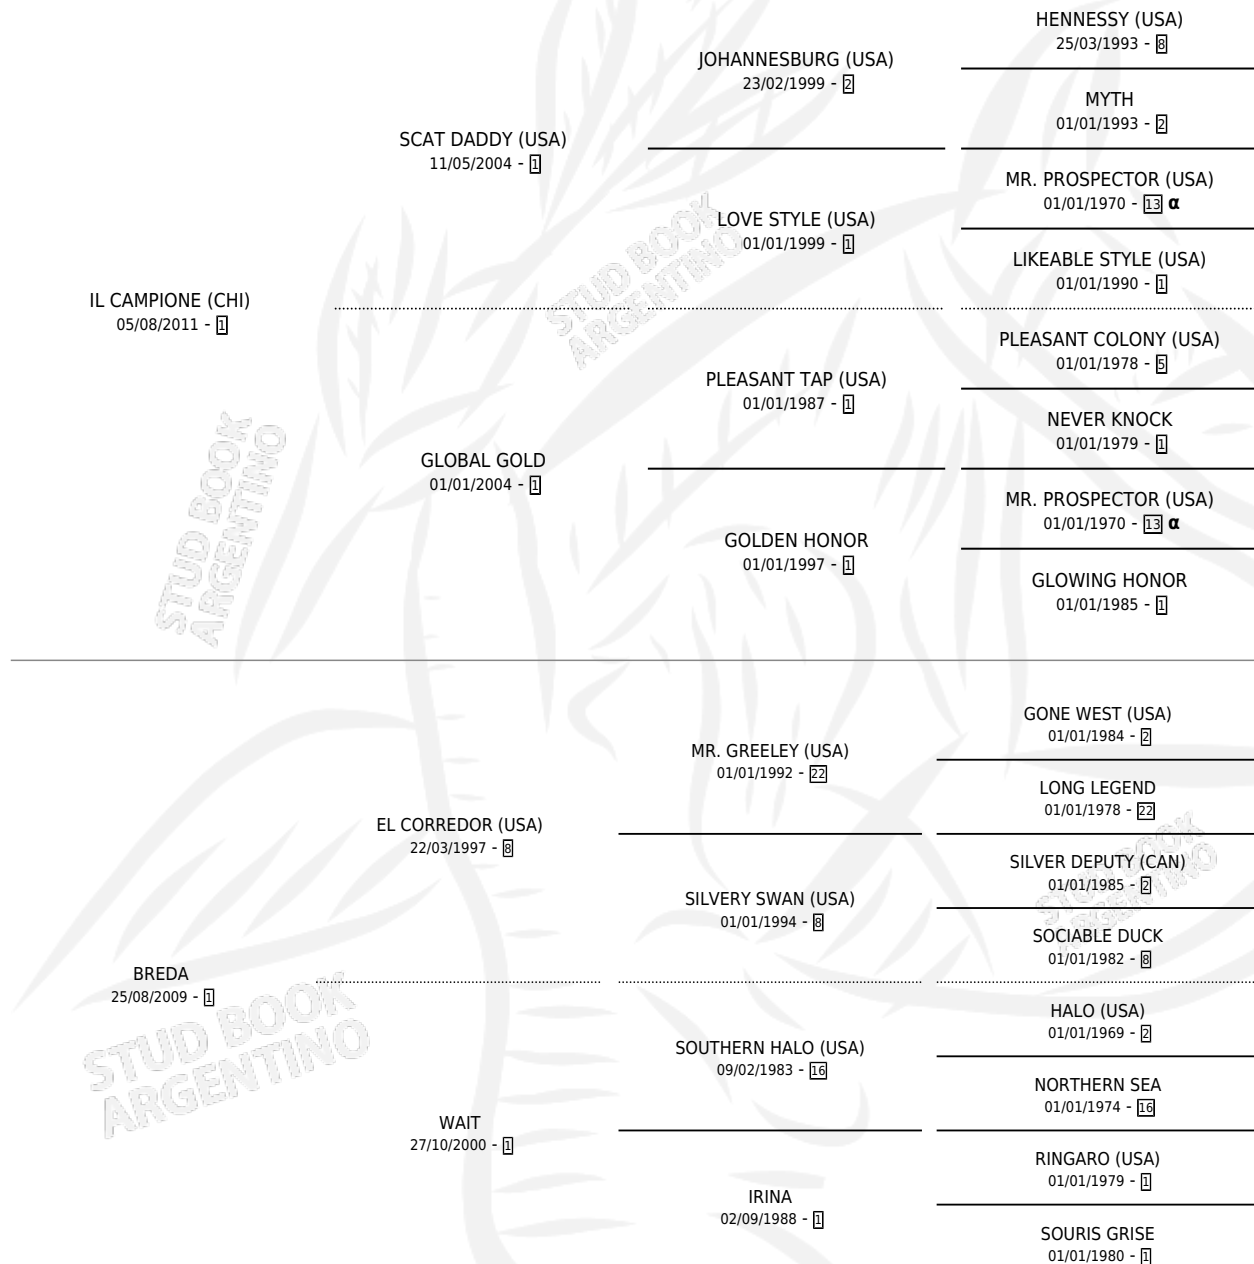 HENNESSY (USA)
25/03/1993 - 8
JOHANNESBURG (USA)
23/02/1999 - 2
MYTH
01/01/1993 - 2
SCAT DADDY (USA)
11/05/2004 - 1
MR. PROSPECTOR (USA)
01/01/1970 - 13 α
LOVE STYLE (USA)
01/01/1999 - 1
LIKEABLE STYLE (USA)
01/01/1990 - 1
IL CAMPIONE (CHI)
05/08/2011 - 1
PLEASANT COLONY (USA)
01/01/1978 - 5
PLEASANT TAP (USA)
01/01/1987 - 1
NEVER KNOCK
01/01/1979 - 1
GLOBAL GOLD
01/01/2004 - 1
MR. PROSPECTOR (USA)
01/01/1970 - 13 α
GOLDEN HONOR
01/01/1997 - 1
GLOWING HONOR
01/01/1985 - 1
GONE WEST (USA)
01/01/1984 - 2
MR. GREELEY (USA)
01/01/1992 - 22
LONG LEGEND
01/01/1978 - 22
EL CORREDOR (USA)
22/03/1997 - 8
SILVER DEPUTY (CAN)
01/01/1985 - 2
SILVERY SWAN (USA)
01/01/1994 - 8
SOCIABLE DUCK
01/01/1982 - 8
BREDA
25/08/2009 - 1
HALO (USA)
01/01/1969 - 2
SOUTHERN HALO (USA)
09/02/1983 - 16
NORTHERN SEA
01/01/1974 - 16
WAIT
27/10/2000 - 1
RINGARO (USA)
01/01/1979 - 1
IRINA
02/09/1988 - 1
SOURIS GRISE
01/01/1980 - 1
STUD BOOK
ARGENTINO
STUD BOOK
ARGENTINO
STUD BOOK
ARGENTINO
STUD BOOK
ARGENTINO